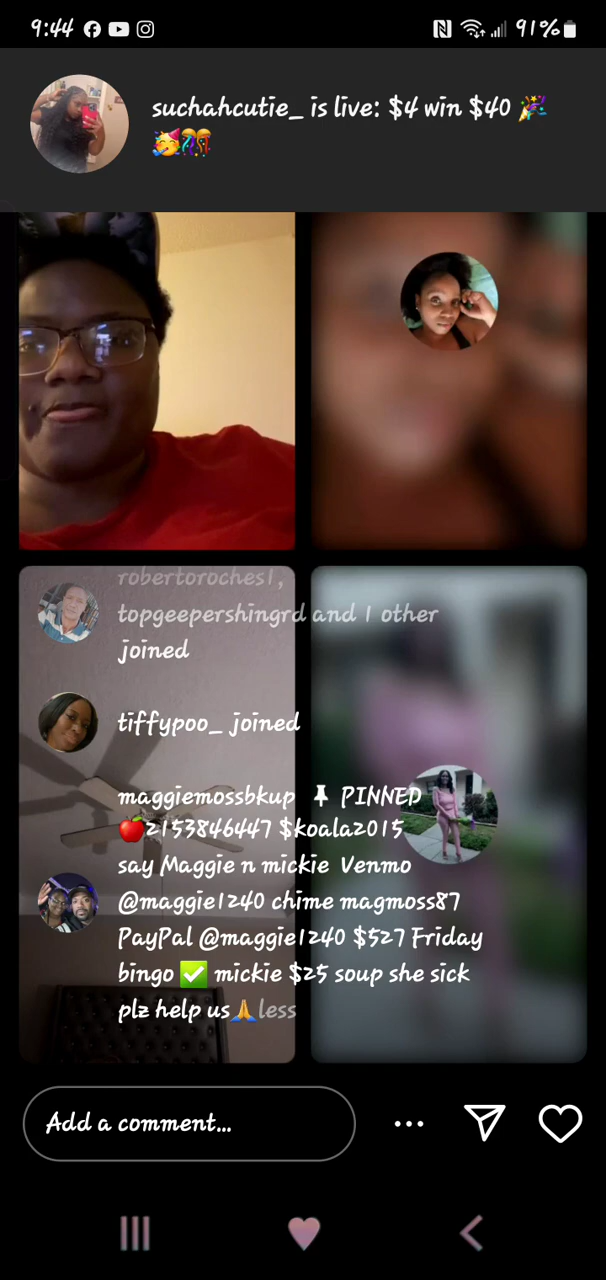 9:44
91%
suchahcutie_ is live: $4 win $40 🎉
🥳🎊
robertoroches1,
topgeepershingrd and 1 other
joined
tiffypoo_ joined
maggiemossbkup 📌 PINNED
🍎2153846447 $koala2015
say Maggie n mickie Venmo
@maggie1240 chime magmoss87
PayPal @maggie1240 $527 Friday
bingo ✅ mickie $25 soup she sick
plz help us🙏less
Add a comment...